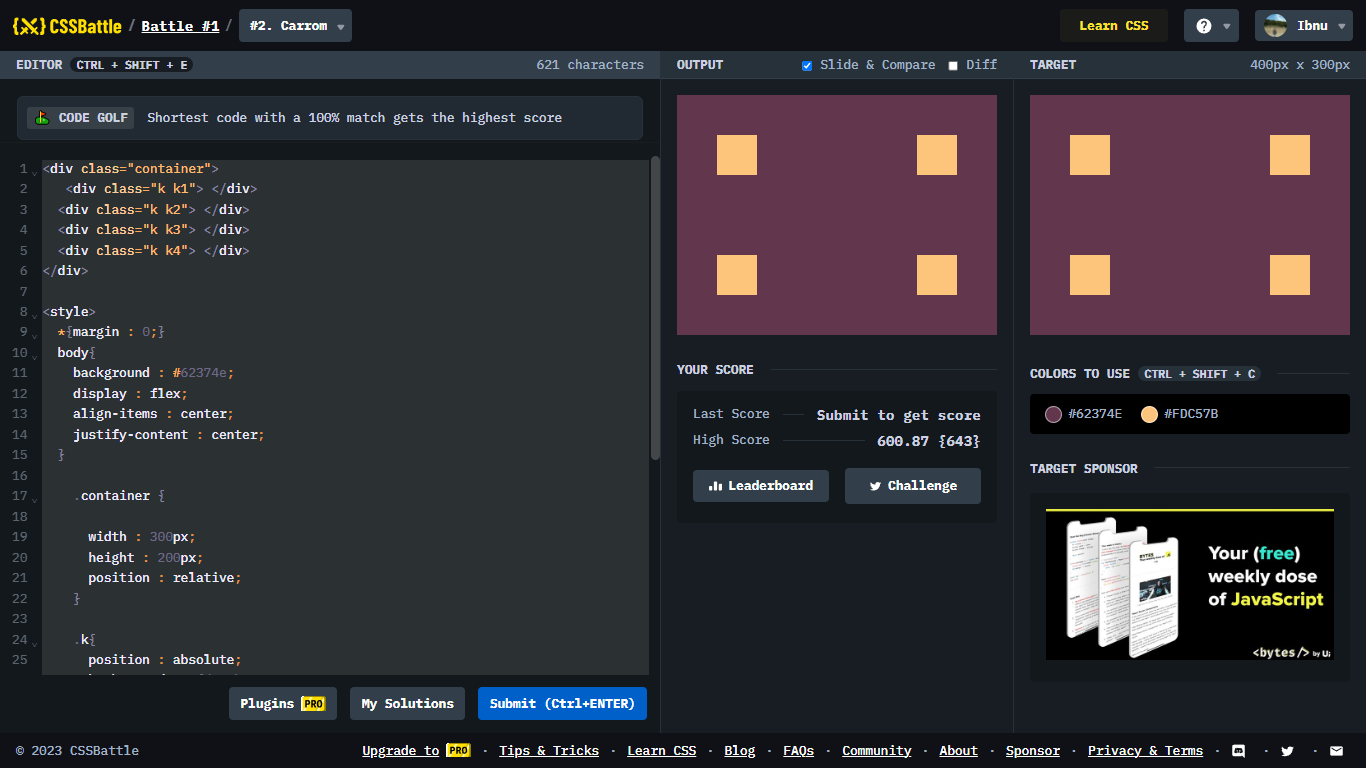 CSSBattle / Battle #1 / #2. Carrom
Learn CSS
Ibnu
EDITOR CTRL + SHIFT + E
621 characters
CODE GOLF Shortest code with a 100% match gets the highest score
1 <div class="container">
2 <div class="k k1"> </div>
3 <div class="k k2"> </div>
4 <div class="k k3"> </div>
5 <div class="k k4"> </div>
6 </div>
7
8 <style>
9 *{margin : 0;}
10 body{
11 background : #62374e;
12 display : flex;
13 align-items : center;
14 justify-content : center;
15 }
16
17 .container {
18
19 width : 300px;
20 height : 200px;
21 position : relative;
22 }
23
24 .k{
25 position : absolute;
Plugins PRO
My Solutions
Submit (Ctrl+ENTER)
OUTPUT
Slide & Compare
Diff
YOUR SCORE
Last Score Submit to get score
High Score 600.87 {643}
Leaderboard
Challenge
TARGET
400px x 300px
COLORS TO USE CTRL + SHIFT + C
#62374E #FDC57B
TARGET SPONSOR
Your (free)
weekly dose
of JavaScript
<bytes/> by Ui
© 2023 CSSBattle
Upgrade to PRO · Tips & Tricks · Learn CSS · Blog · FAQs · Community · About · Sponsor · Privacy & Terms · · ·